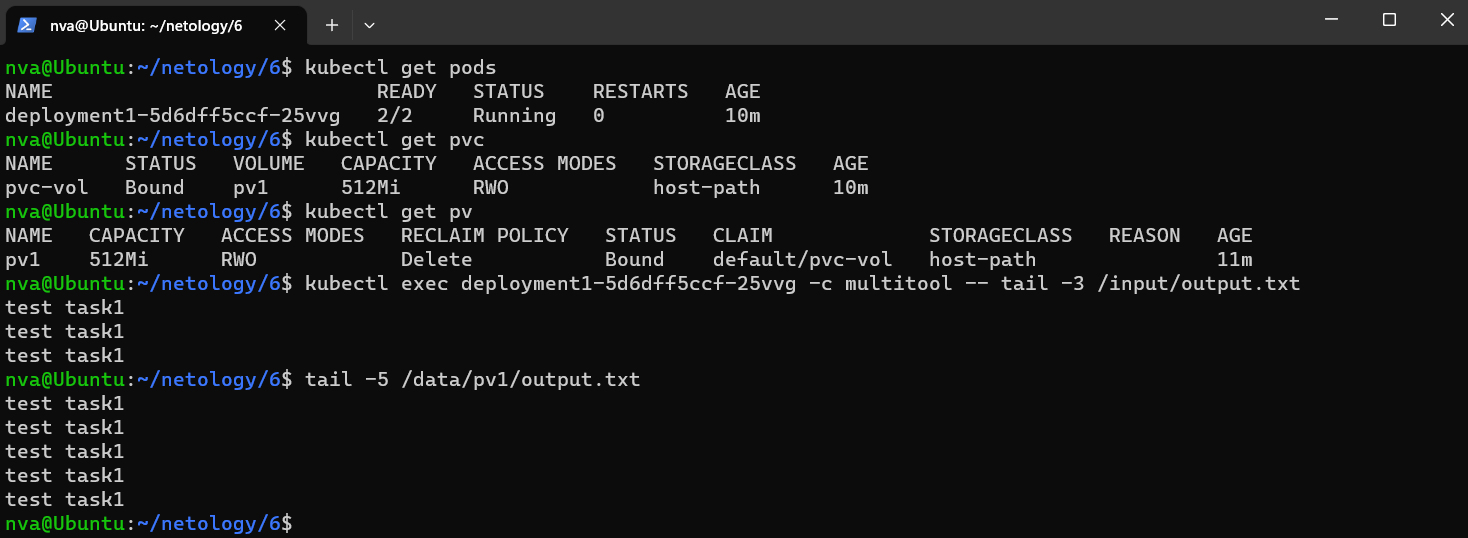 nva@Ubuntu: ~/netology/6
nva@Ubuntu:~/netology/6$ kubectl get pods
NAME                               READY   STATUS    RESTARTS   AGE
deployment1-5d6dff5ccf-25vvg   2/2     Running   0          10m
nva@Ubuntu:~/netology/6$ kubectl get pvc
NAME      STATUS   VOLUME   CAPACITY   ACCESS MODES   STORAGECLASS   AGE
pvc-vol   Bound    pv1      512Mi      RWO            host-path      10m
nva@Ubuntu:~/netology/6$ kubectl get pv
NAME   CAPACITY   ACCESS MODES   RECLAIM POLICY   STATUS   CLAIM             STORAGECLASS   REASON   AGE
pv1    512Mi      RWO            Delete           Bound    default/pvc-vol   host-path               11m
nva@Ubuntu:~/netology/6$ kubectl exec deployment1-5d6dff5ccf-25vvg -c multitool -- tail -3 /input/output.txt
test task1
test task1
test task1
nva@Ubuntu:~/netology/6$ tail -5 /data/pv1/output.txt
test task1
test task1
test task1
test task1
test task1
nva@Ubuntu:~/netology/6$